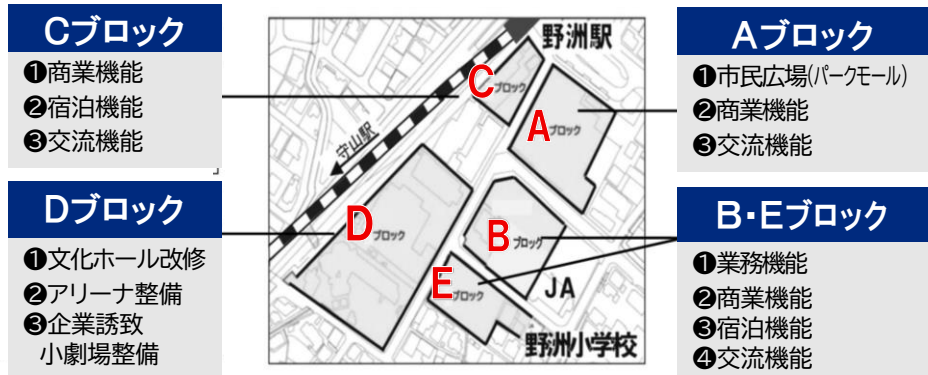 Cブロック
❶商業機能
❷宿泊機能
❸交流機能
Dブロック
❶文化ホール改修
❷アリーナ整備
❸企業誘致
小劇場整備
野洲駅
守山駅
Cブロック
Aブロック
Dブロック
Bブロック
Eブロック
JA
野洲小学校
Aブロック
❶市民広場(パークモール)
❷商業機能
❸交流機能
B・Eブロック
❶業務機能
❷商業機能
❸宿泊機能
❹交流機能